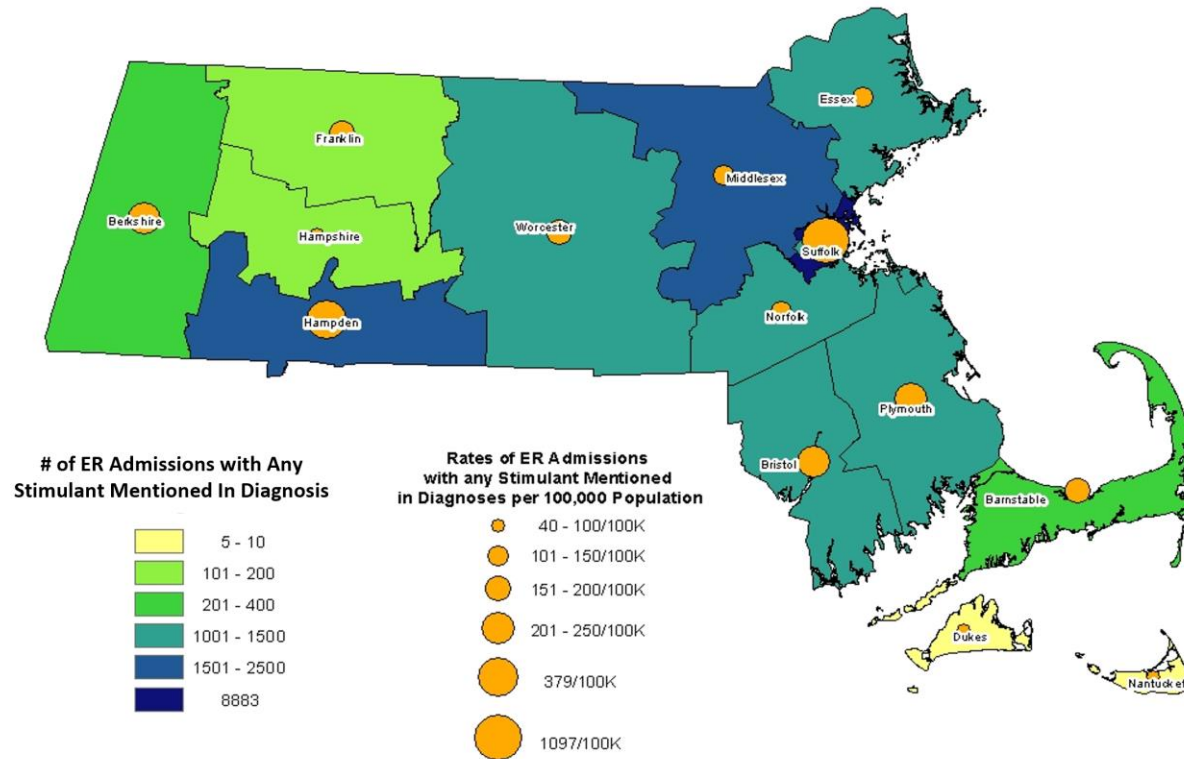 Essex
Franklin
Middlesex
Berkshire
Hampshire
Worcester
Suffolk
Hampden
Norfolk
Plymouth
Bristol
Barnstable
Dukes
Nantucket
# of ER Admissions with Any
Stimulant Mentioned In Diagnosis
5 - 10
101 - 200
201 - 400
1001 - 1500
1501 - 2500
8883
Rates of ER Admissions
with any Stimulant Mentioned
in Diagnoses per 100,000 Population
40 - 100/100K
101 - 150/100K
151 - 200/100K
201 - 250/100K
379/100K
1097/100K